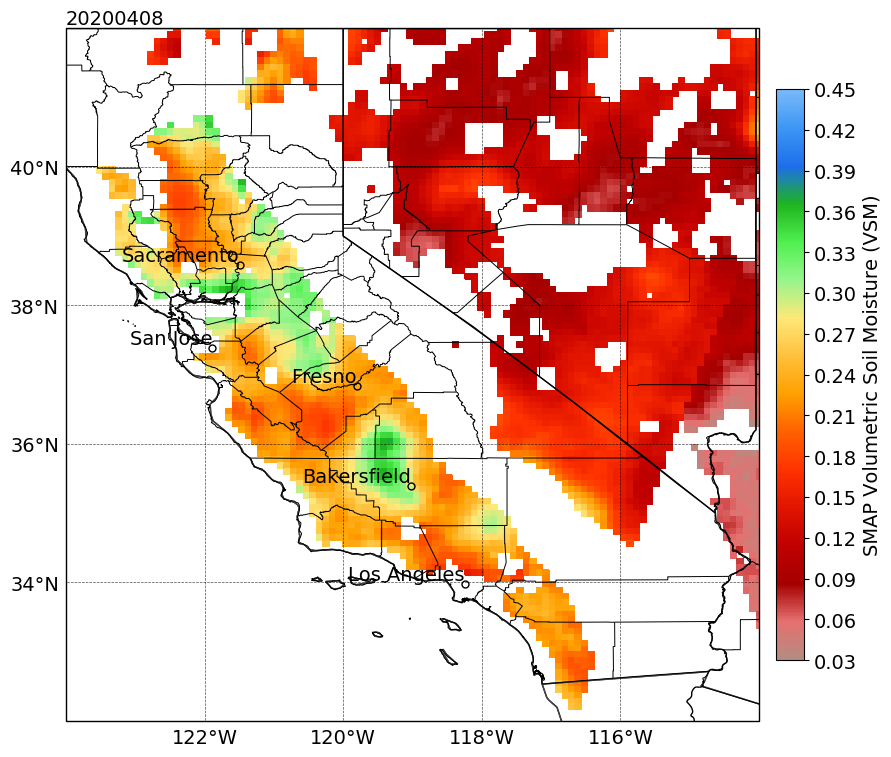 20200408
40°N
38°N
36°N
34°N
122°W
120°W
118°W
116°W
Sacramento
San Jose
Fresno
Bakersfield
Los Angeles
0.45
0.42
0.39
0.36
0.33
0.30
0.27
0.24
0.21
0.18
0.15
0.12
0.09
0.06
0.03
SMAP Volumetric Soil Moisture (VSM)